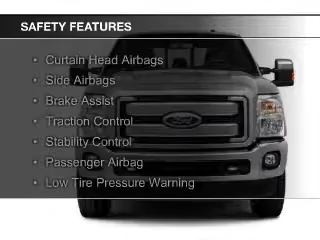 SAFETY FEATURES
• Curtain Head Airbags
• Side Airbags
• Brake Assist
• Traction Control
• Stability Control
• Passenger Airbag
• Low Tire Pressure Warning
Ford